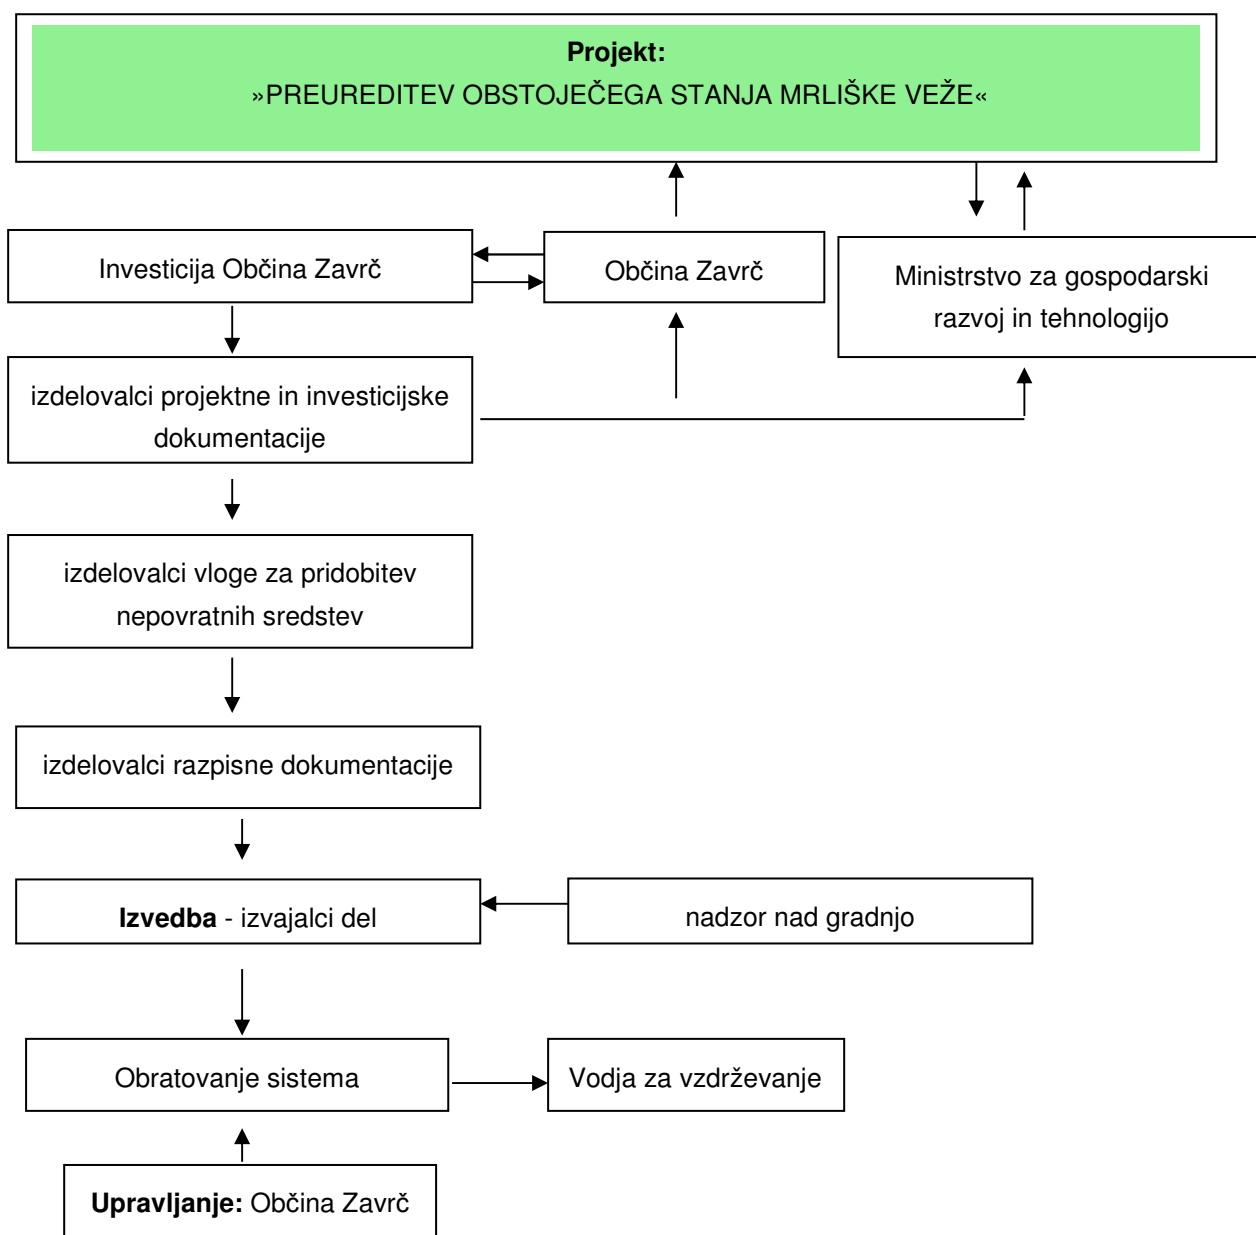 Projekt:
»PREUREDITEV OBSTOJEČEGA STANJA MRLIŠKE VEŽE«
Investicija Občina Zavrč
Občina Zavrč
Ministrstvo za gospodarski
razvoj in tehnologijo
izdelovalci projektne in investicijske
dokumentacije
izdelovalci vloge za pridobitev
nepovratnih sredstev
izdelovalci razpisne dokumentacije
Izvedba - izvajalci del
nadzor nad gradnjo
Obratovanje sistema
Vodja za vzdrževanje
Upravljanje: Občina Zavrč